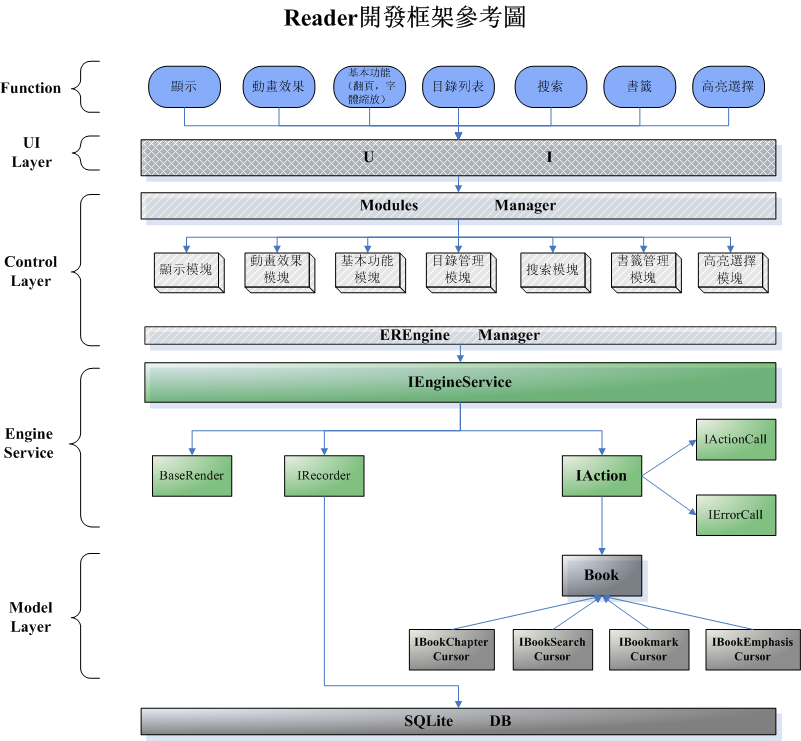 Reader開發框架參考圖
Function
顯示
動畫效果
基本功能
（翻頁，字
體縮放）
目錄列表
搜索
書籤
高亮選擇
UI
Layer
U I
Control
Layer
Modules Manager
顯示模塊
動畫效果
模塊
基本功能
模塊
目錄管理
模塊
搜索模塊
書籤管理
模塊
高亮選擇
模塊
EREngine Manager
Engine
Service
IEngineService
BaseRender
IRecorder
IAction
IActionCall
IErrorCall
Model
Layer
Book
IBookChapter
Cursor
IBookSearch
Cursor
IBookmark
Cursor
IBookEmphasis
Cursor
SQLite DB